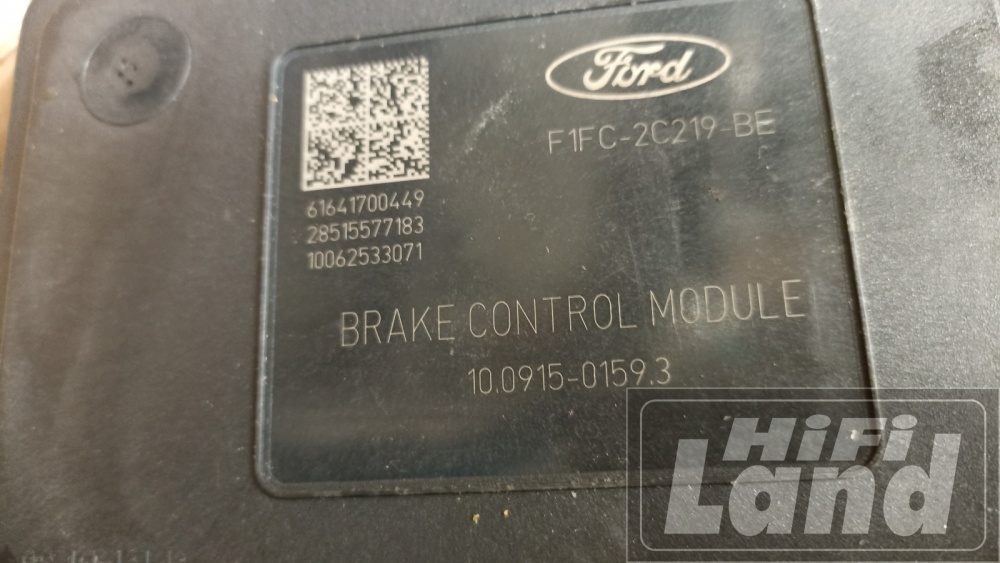 Ford
F1FC-2C219-BE
61641700449
28515577183
10062533071
BRAKE CONTROL MODULE
10.0915-0159.3
HiFi
Land